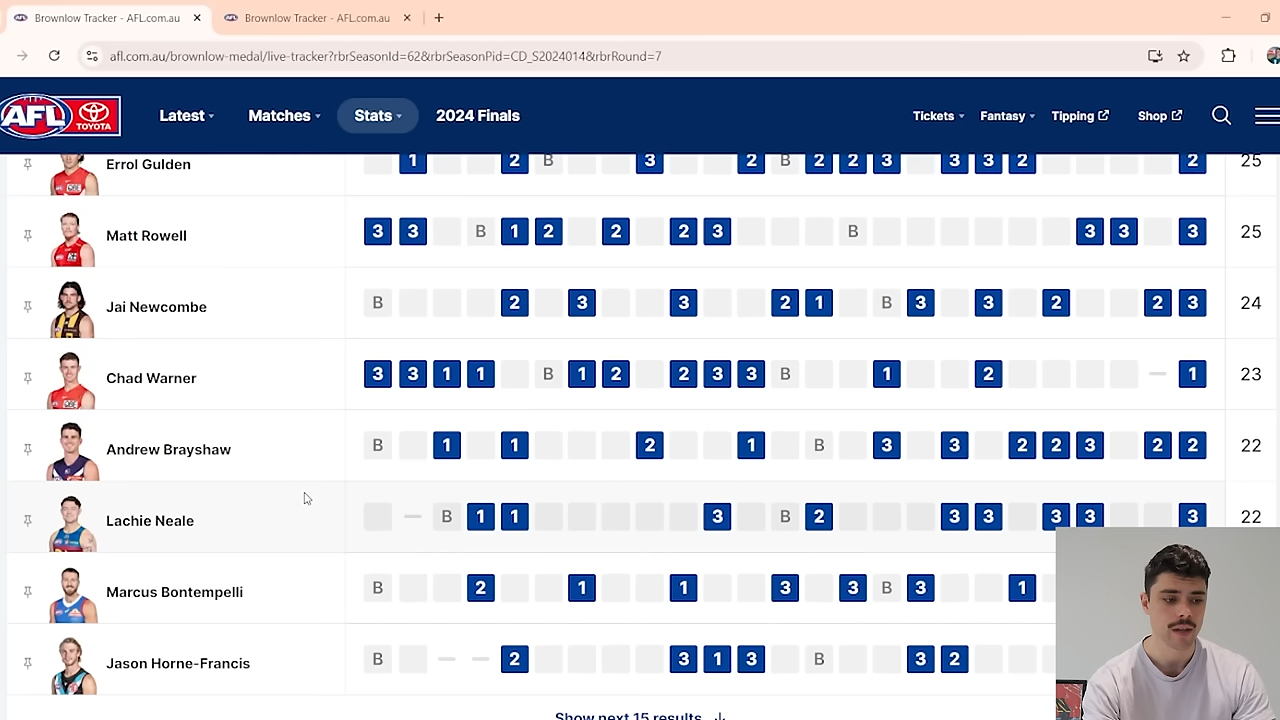 Brownlow Tracker - AFL.com.au
Brownlow Tracker - AFL.com.au
afl.com.au/brownlow-medal/live-tracker?rbrSeasonId=62&rbrSeasonPid=CD_S2024014&rbrRound=7
AFL TOYOTA Latest Matches Stats 2024 Finals Tickets Fantasy Tipping Shop
Errol Gulden 1 2 B 3 2 B 2 2 3 3 3 2 2 25
Matt Rowell 3 3 B 1 2 2 2 3 B 3 3 3 25
Jai Newcombe B 2 3 3 2 1 B 3 3 2 2 3 24
Chad Warner 3 3 1 1 B 1 2 2 3 3 B 1 2 – 1 23
Andrew Brayshaw B 1 1 2 1 B 3 3 2 2 3 2 2 22
Lachie Neale – B 1 1 3 B 2 3 3 3 3 3 22
Marcus Bontempelli B 2 1 1 3 3 B 3 1
Jason Horne-Francis B – – 2 3 1 3 B 3 2
Show next 15 results